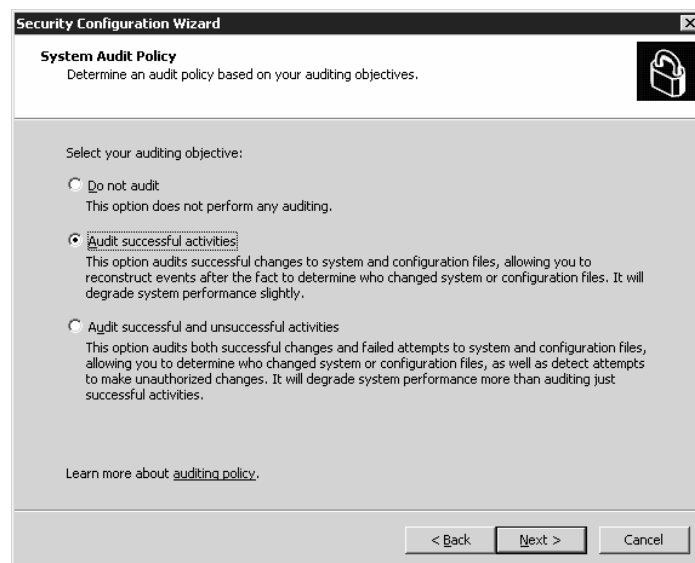 Security Configuration Wizard
System Audit Policy
Determine an audit policy based on your auditing objectives.
Select your auditing objective:
Do not audit
This option does not perform any auditing.
Audit successful activities
This option audits successful changes to system and configuration files, allowing you to
reconstruct events after the fact to determine who changed system or configuration files. It will
degrade system performance slightly.
Audit successful and unsuccessful activities
This option audits both successful changes and failed attempts to system and configuration files,
allowing you to determine who changed system or configuration files, as well as detect attempts
to make unauthorized changes. It will degrade system performance more than auditing just
successful activities.
Learn more about auditing policy.
< Back Next > Cancel